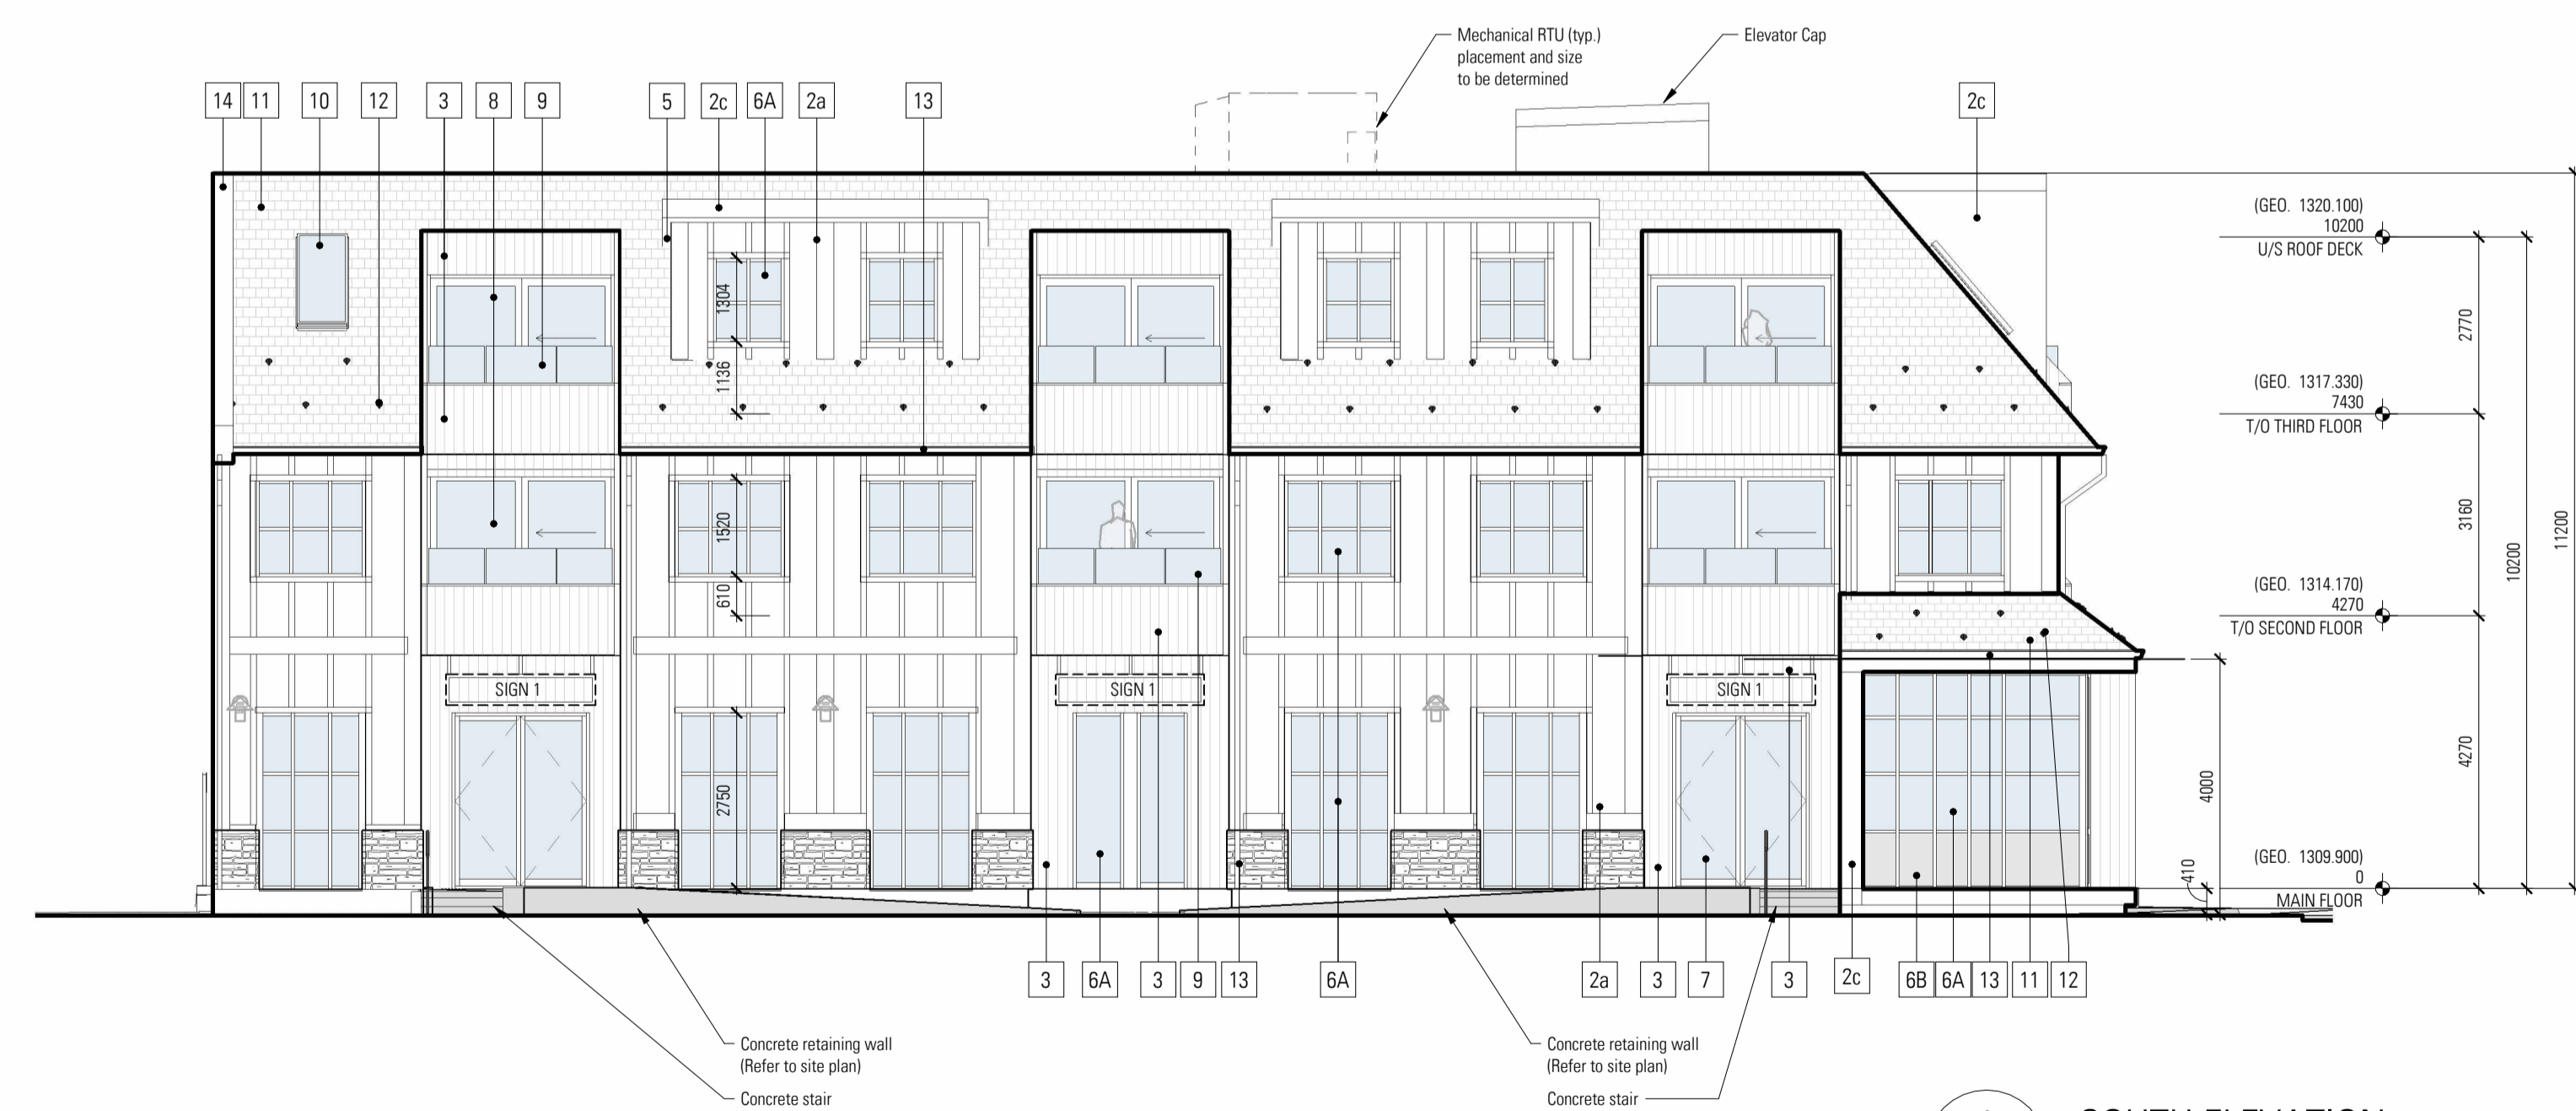 Mechanical RTU (typ.)
placement and size
to be determined
Elevator Cap
14 11 10 12 3 8 9 5 2c 6A 2a 13 2c
(GEO. 1320.100)
10200
U/S ROOF DECK
1304
2770
1136
(GEO. 1317.330)
7430
T/O THIRD FLOOR
1520
3160
11200
10200
610
(GEO. 1314.170)
4270
T/O SECOND FLOOR
SIGN 1 SIGN 1 SIGN 1
2750
4270
4000
410
(GEO. 1309.900)
0
MAIN FLOOR
3 6A 3 9 13 6A 2a 3 7 3 2c 6B 6A 13 11 12
Concrete retaining wall
(Refer to site plan)
Concrete stair
Concrete retaining wall
(Refer to site plan)
Concrete stair
SOUTH ELEVATION